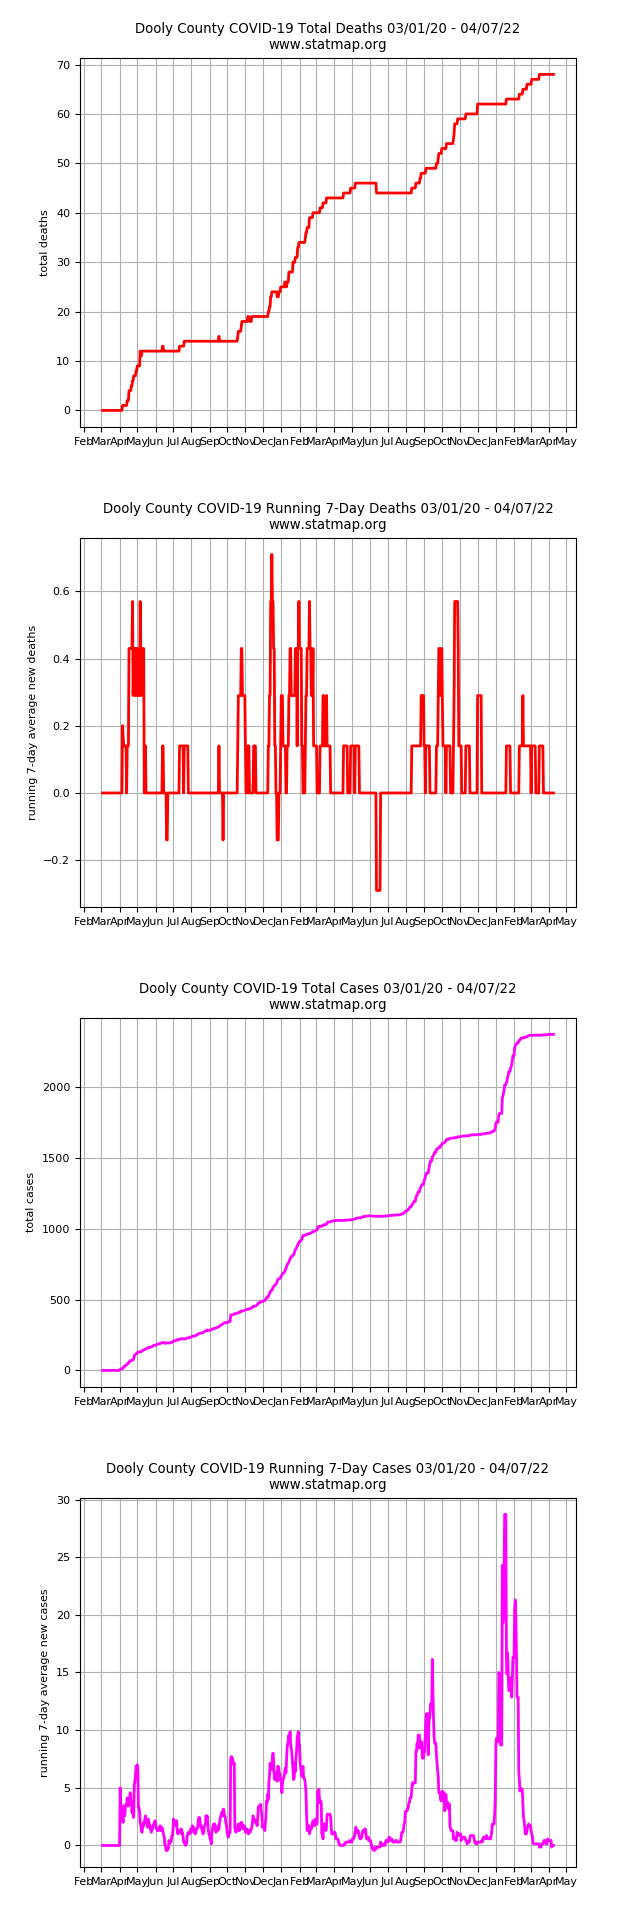 Dooly County COVID-19 Total Deaths 03/01/20 - 04/07/22
www.statmap.org
70
60
50
40
30
20
10
0
total deaths
Feb Mar Apr May Jun Jul Aug Sep Oct Nov Dec Jan Feb Mar Apr May Jun Jul Aug Sep Oct Nov Dec Jan Feb Mar Apr May
Dooly County COVID-19 Running 7-Day Deaths 03/01/20 - 04/07/22
www.statmap.org
0.6
0.4
0.2
0.0
−0.2
running 7-day average new deaths
Feb Mar Apr May Jun Jul Aug Sep Oct Nov Dec Jan Feb Mar Apr May Jun Jul Aug Sep Oct Nov Dec Jan Feb Mar Apr May
Dooly County COVID-19 Total Cases 03/01/20 - 04/07/22
www.statmap.org
2000
1500
1000
500
0
total cases
Feb Mar Apr May Jun Jul Aug Sep Oct Nov Dec Jan Feb Mar Apr May Jun Jul Aug Sep Oct Nov Dec Jan Feb Mar Apr May
Dooly County COVID-19 Running 7-Day Cases 03/01/20 - 04/07/22
www.statmap.org
30
25
20
15
10
5
0
running 7-day average new cases
Feb Mar Apr May Jun Jul Aug Sep Oct Nov Dec Jan Feb Mar Apr May Jun Jul Aug Sep Oct Nov Dec Jan Feb Mar Apr May